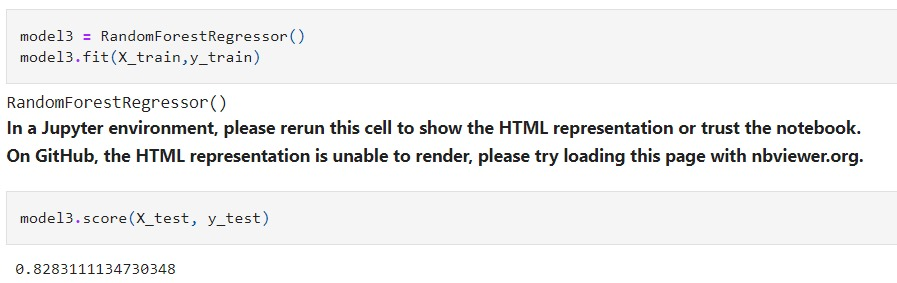 model3 = RandomForestRegressor()
model3.fit(X_train,y_train)
RandomForestRegressor()
In a Jupyter environment, please rerun this cell to show the HTML representation or trust the notebook.
On GitHub, the HTML representation is unable to render, please try loading this page with nbviewer.org.
model3.score(X_test, y_test)
0.8283111134730348